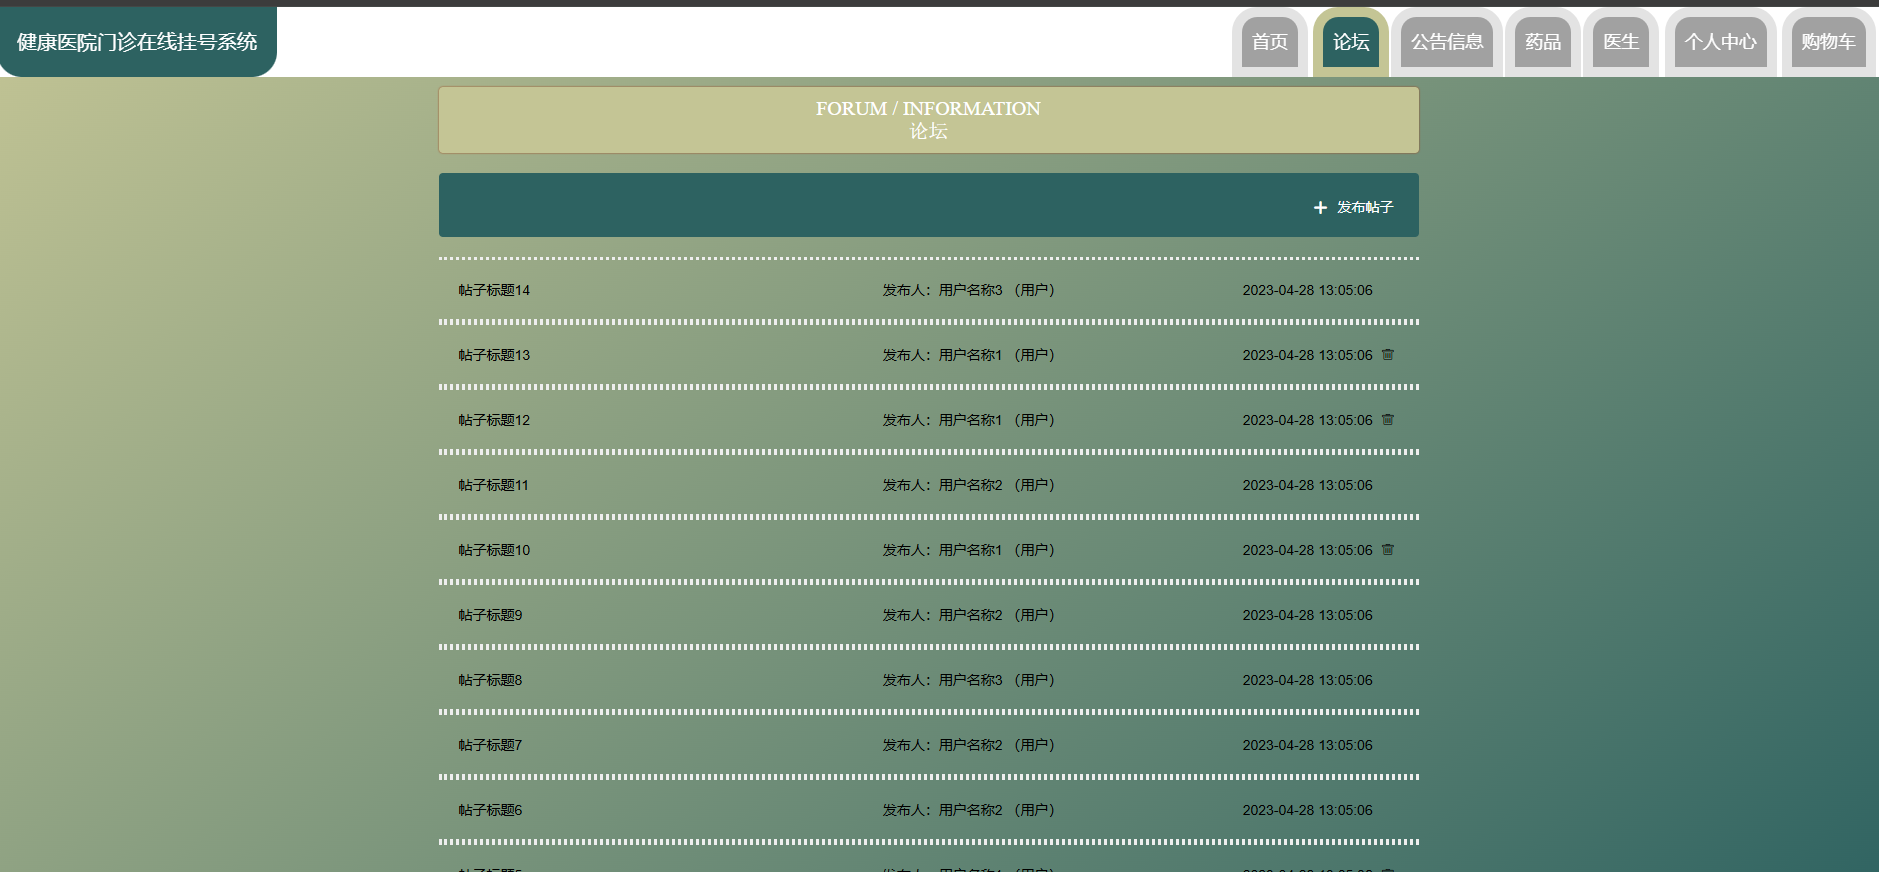 健康医院门诊在线挂号系统
首页 论坛 公告信息 药品 医生 个人中心 购物车
FORUM / INFORMATION
论坛
+ 发布帖子
帖子标题14 发布人：用户名称3 （用户） 2023-04-28 13:05:06
帖子标题13 发布人：用户名称1 （用户） 2023-04-28 13:05:06
帖子标题12 发布人：用户名称1 （用户） 2023-04-28 13:05:06
帖子标题11 发布人：用户名称2 （用户） 2023-04-28 13:05:06
帖子标题10 发布人：用户名称1 （用户） 2023-04-28 13:05:06
帖子标题9 发布人：用户名称2 （用户） 2023-04-28 13:05:06
帖子标题8 发布人：用户名称3 （用户） 2023-04-28 13:05:06
帖子标题7 发布人：用户名称2 （用户） 2023-04-28 13:05:06
帖子标题6 发布人：用户名称2 （用户） 2023-04-28 13:05:06